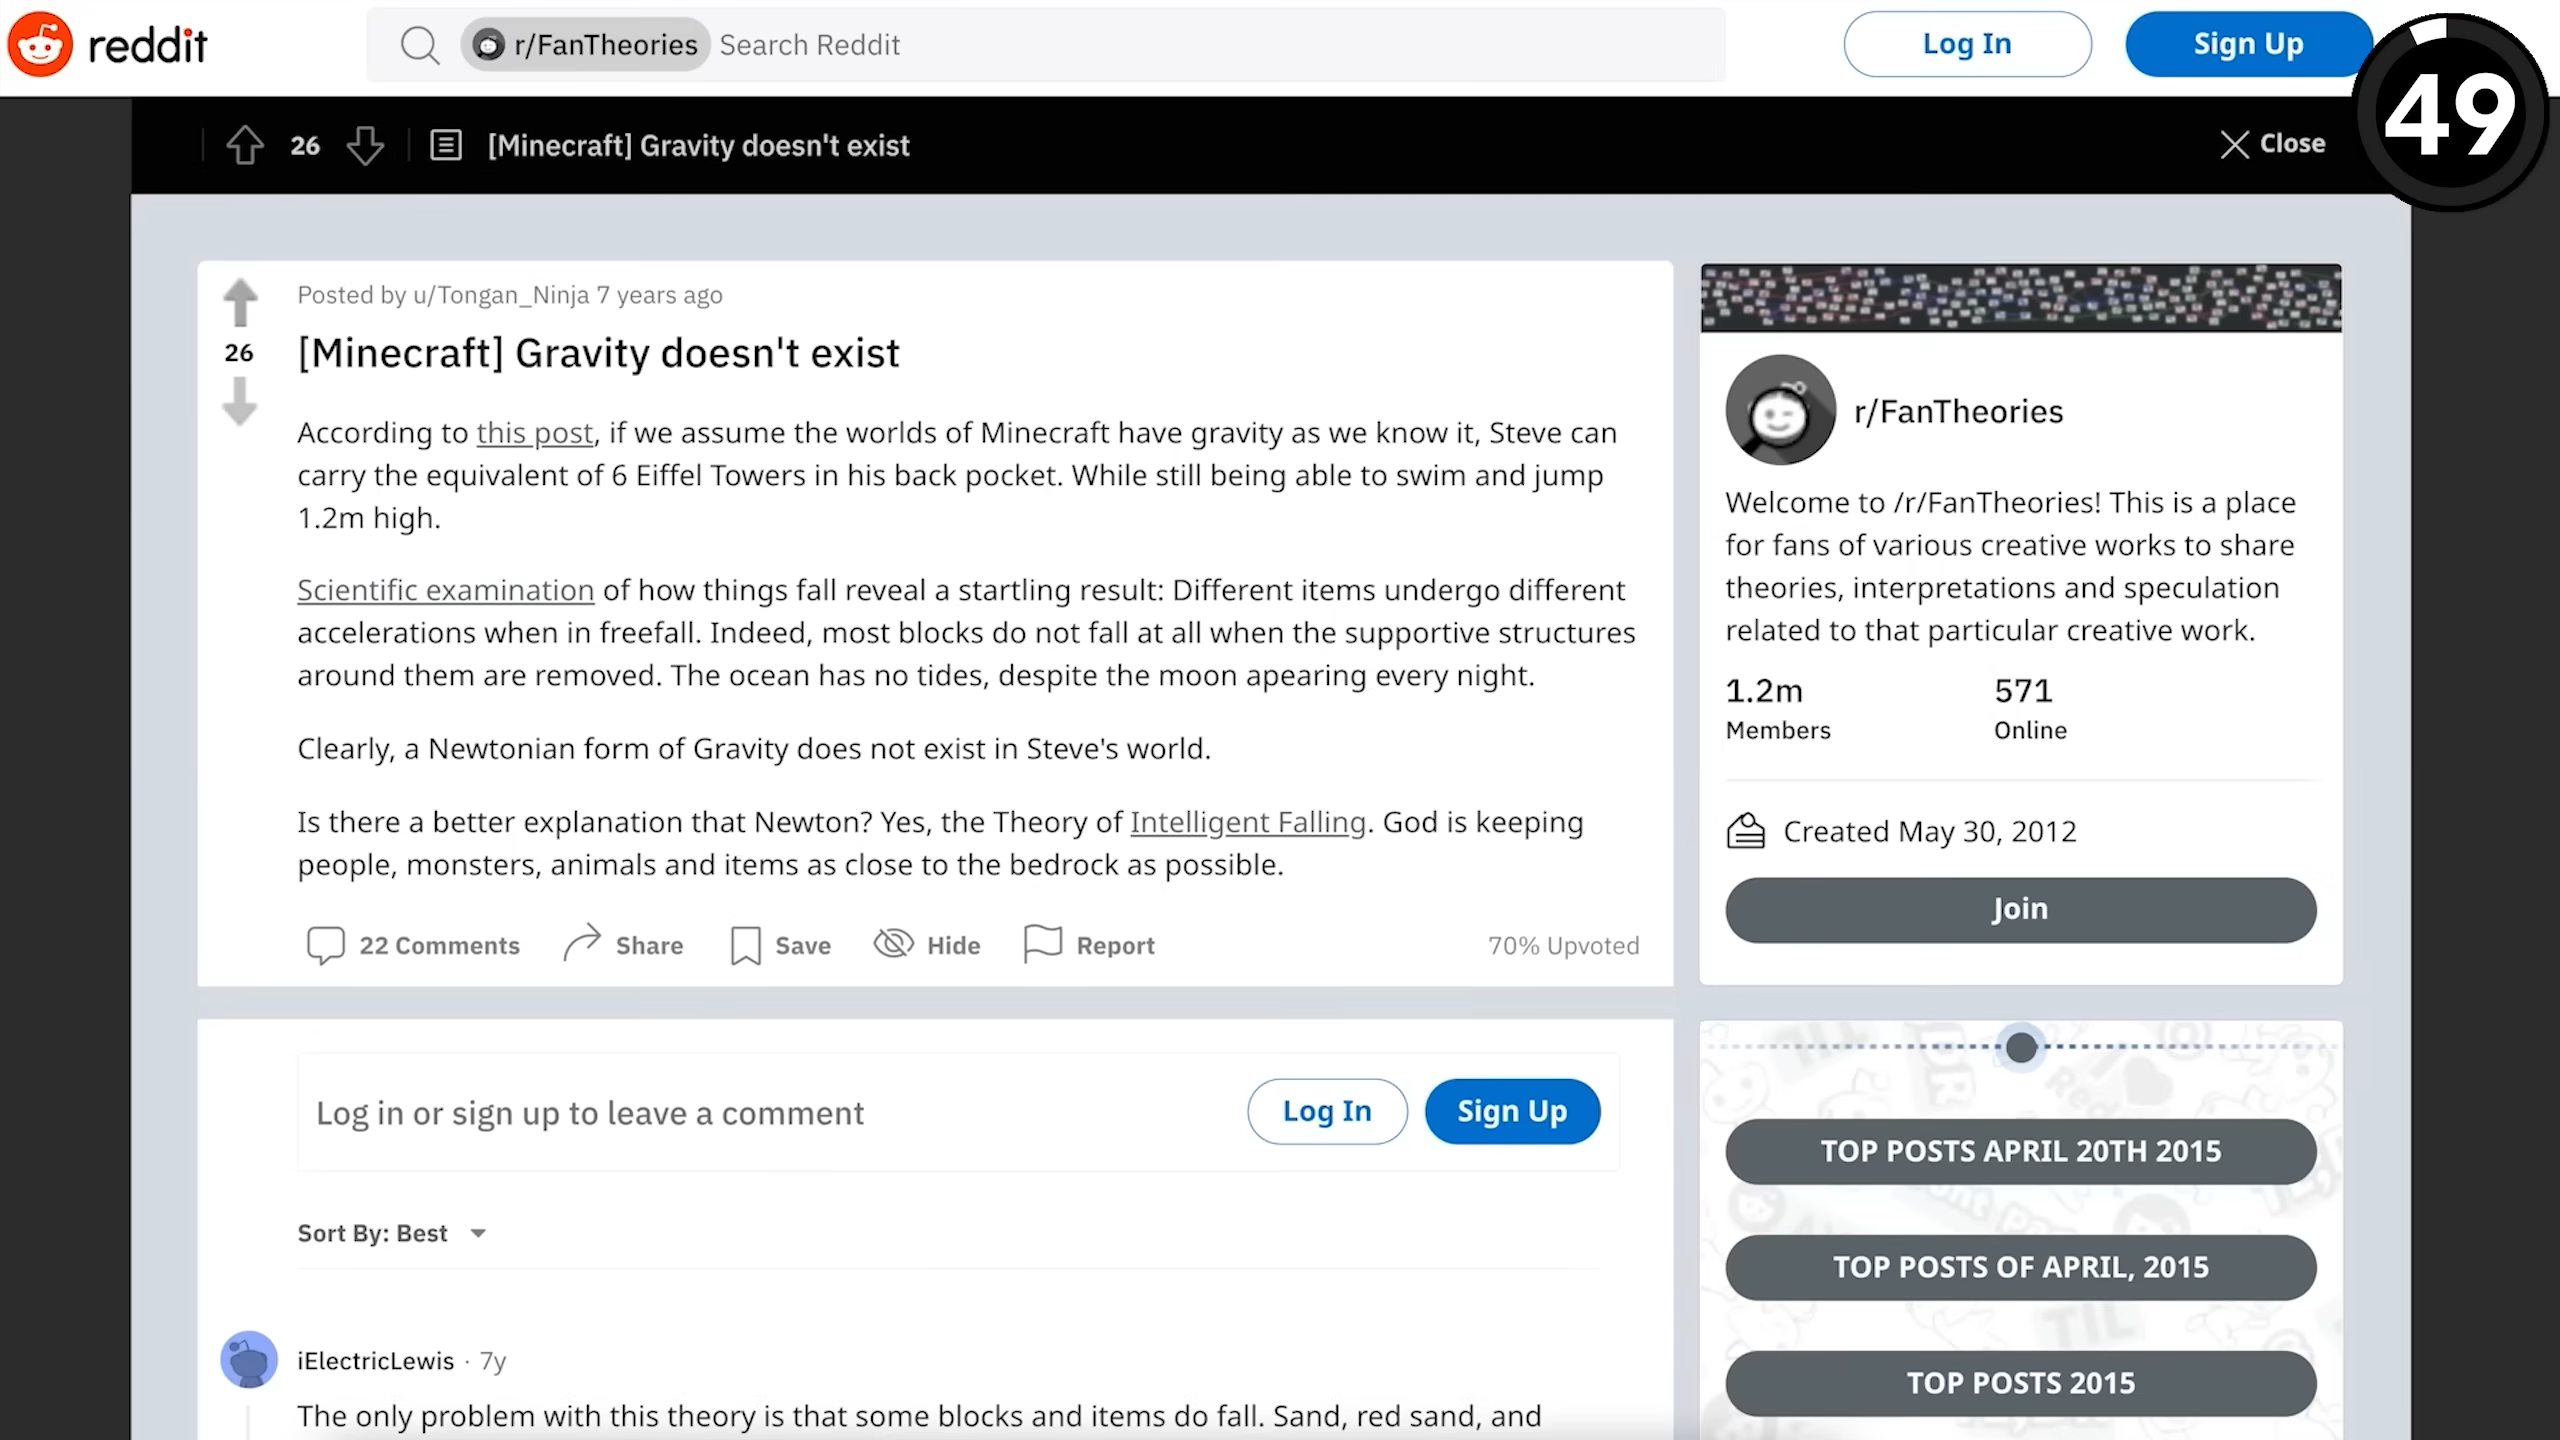 reddit
r/FanTheories Search Reddit
Log In
Sign Up
49
26
[Minecraft] Gravity doesn't exist
Close
Posted by u/Tongan_Ninja 7 years ago
26
[Minecraft] Gravity doesn't exist
According to this post, if we assume the worlds of Minecraft have gravity as we know it, Steve can
carry the equivalent of 6 Eiffel Towers in his back pocket. While still being able to swim and jump
1.2m high.
Scientific examination of how things fall reveal a startling result: Different items undergo different
accelerations when in freefall. Indeed, most blocks do not fall at all when the supportive structures
around them are removed. The ocean has no tides, despite the moon apearing every night.
Clearly, a Newtonian form of Gravity does not exist in Steve's world.
Is there a better explanation that Newton? Yes, the Theory of Intelligent Falling. God is keeping
people, monsters, animals and items as close to the bedrock as possible.
22 Comments
Share
Save
Hide
Report
70% Upvoted
Log in or sign up to leave a comment
Log In
Sign Up
Sort By: Best
iElectricLewis · 7y
The only problem with this theory is that some blocks and items do fall. Sand, red sand, and
r/FanTheories
Welcome to /r/FanTheories! This is a place
for fans of various creative works to share
theories, interpretations and speculation
related to that particular creative work.
1.2m
Members
571
Online
Created May 30, 2012
Join
TOP POSTS APRIL 20TH 2015
TOP POSTS OF APRIL, 2015
TOP POSTS 2015